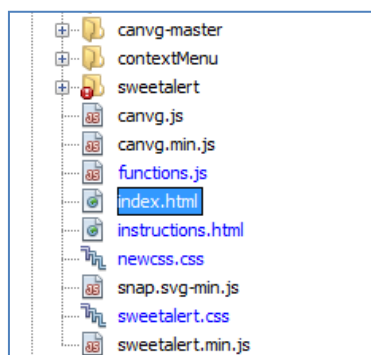 canvg-master
contextMenu
sweetalert
canvg.js
canvg.min.js
functions.js
index.html
instructions.html
newcss.css
snap.svg-min.js
sweetalert.css
sweetalert.min.js